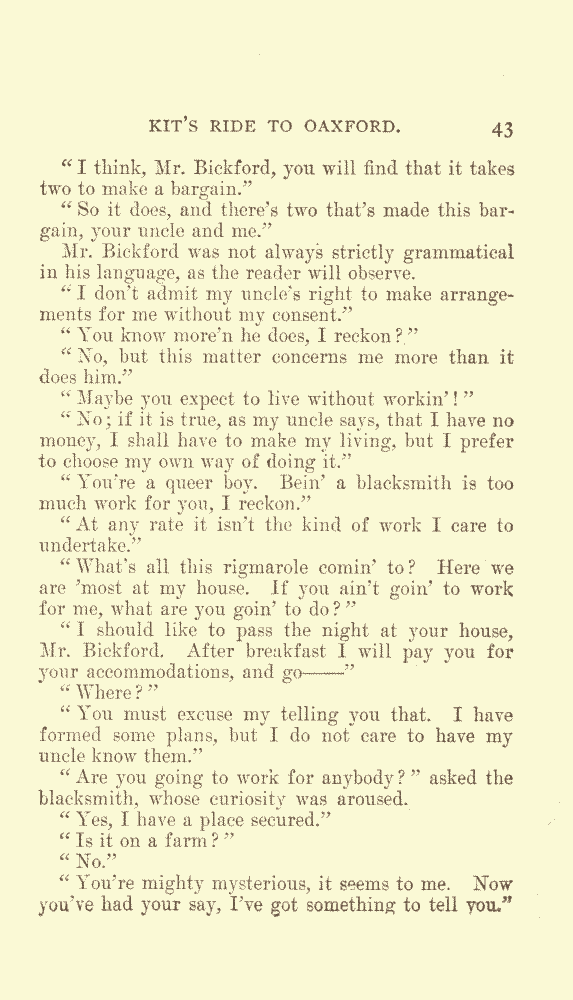 KIT'S RIDE TO OAXFORD. 43
“I think, Mr. Bickford, you will find that it takes
two to make a bargain.”
“So it does, and there's two that's made this bar-
gain, your uncle and me.”
Mr. Bickford was not always strictly grammatical
in his language, as the reader will observe.
“I don't admit my uncle's right to make arrange-
ments for me without my consent.”
“You know more'n he does, I reckon?”
“No, but this matter concerns me more than it
does him.”
“Maybe you expect to live without workin'!”
“No; if it is true, as my uncle says, that I have no
money, I shall have to make my living, but I prefer
to choose my own way of doing it.”
“You're a queer boy. Bein' a blacksmith is too
much work for you, I reckon.”
“At any rate it isn't the kind of work I care to
undertake.”
“What's all this rigmarole comin' to? Here we
are 'most at my house. If you ain't goin' to work
for me, what are you goin' to do?”
“I should like to pass the night at your house,
Mr. Bickford. After breakfast I will pay you for
your accommodations, and go——”
“Where?”
“You must excuse my telling you that. I have
formed some plans, but I do not care to have my
uncle know them.”
“Are you going to work for anybody?” asked the
blacksmith, whose curiosity was aroused.
“Yes, I have a place secured.”
“Is it on a farm?”
“No.”
“You're mighty mysterious, it seems to me. Now
you've had your say, I've got something to tell you.”